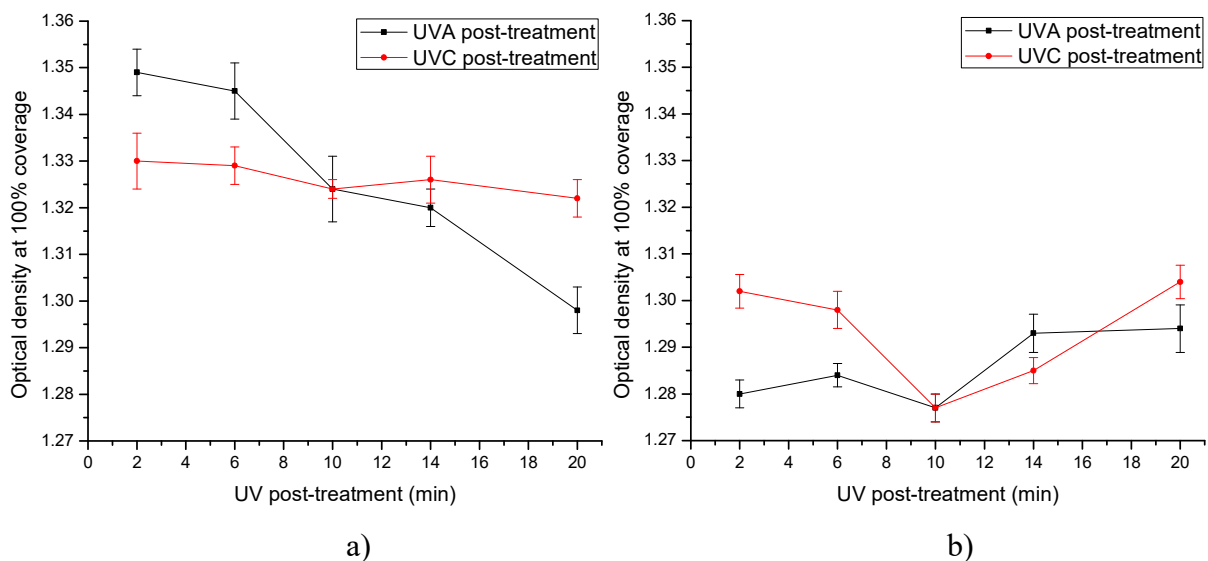 UVA post-treatment
UVC post-treatment
1.36
1.35
1.34
1.33
1.32
1.31
1.30
1.29
1.28
1.27
Optical density at 100% coverage
0 2 4 6 8 10 12 14 16 18 20
UV post-treatment (min)
a)
UVA post-treatment
UVC post-treatment
1.36
1.35
1.34
1.33
1.32
1.31
1.30
1.29
1.28
1.27
Optical density at 100% coverage
0 2 4 6 8 10 12 14 16 18 20
UV post-treatment (min)
b)